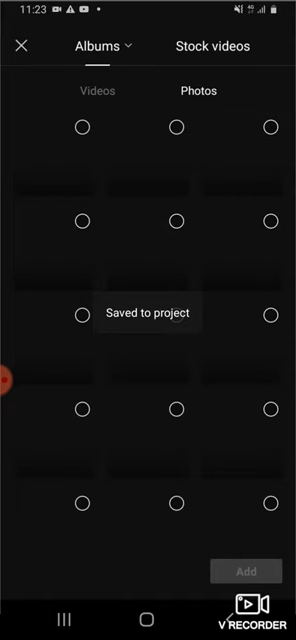 11:23
Albums
Stock videos
Videos
Photos
Saved to project
Add
V RECORDER